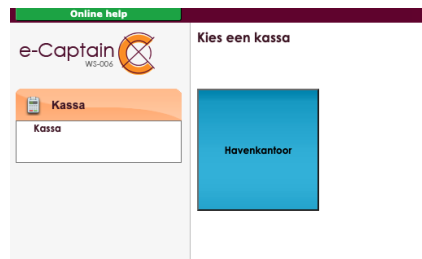 Online help
e-Captain
WS-006
Kassa
Kassa
Kies een kassa
Havenkantoor